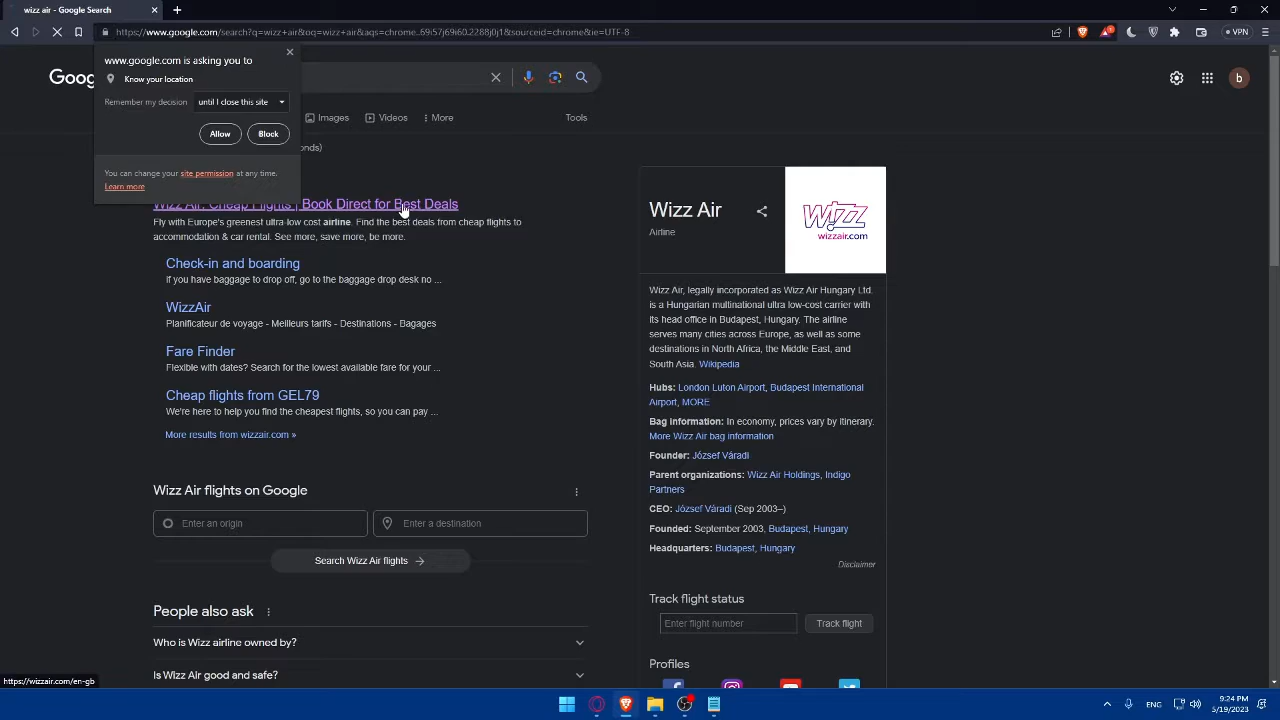 wizz air - Google Search
https://www.google.com/search?q=wizz+air&oq=wizz+air&aqs=chrome..69i57j69i60.2288j0j1&sourceid=chrome&ie=UTF-8
VPN
www.google.com is asking you to
Know your location
Remember my decision
until I close this site
Allow
Block
You can change your site permission at any time.
Learn more
Goog
b
Images
Videos
More
Tools
onds)
Wizz Air: Cheap Flights | Book Direct for Best Deals
Fly with Europe's greenest ultra-low cost airline. Find the best deals from cheap flights to
accommodation & car rental. See more, save more, be more.
Check-in and boarding
if you have baggage to drop off, go to the baggage drop desk no ...
WizzAir
Planificateur de voyage - Meilleurs tarifs - Destinations - Bagages
Fare Finder
Flexible with dates? Search for the lowest available fare for your ...
Cheap flights from GEL79
We're here to help you find the cheapest flights, so you can pay ...
More results from wizzair.com »
Wizz Air flights on Google
Enter an origin
Enter a destination
Search Wizz Air flights
People also ask
Who is Wizz airline owned by?
Is Wizz Air good and safe?
Wizz Air
Airline
WIZZ
wizzair.com
Wizz Air, legally incorporated as Wizz Air Hungary Ltd.
is a Hungarian multinational ultra low-cost carrier with
its head office in Budapest, Hungary. The airline
serves many cities across Europe, as well as some
destinations in North Africa, the Middle East, and
South Asia. Wikipedia
Hubs: London Luton Airport, Budapest International
Airport, MORE
Bag information: In economy, prices vary by itinerary.
More Wizz Air bag information
Founder: József Váradi
Parent organizations: Wizz Air Holdings, Indigo
Partners
CEO: József Váradi (Sep 2003–)
Founded: September 2003, Budapest, Hungary
Headquarters: Budapest, Hungary
Disclaimer
Track flight status
Enter flight number
Track flight
Profiles
https://wizzair.com/en-gb
ENG
9:24 PM
5/19/2023